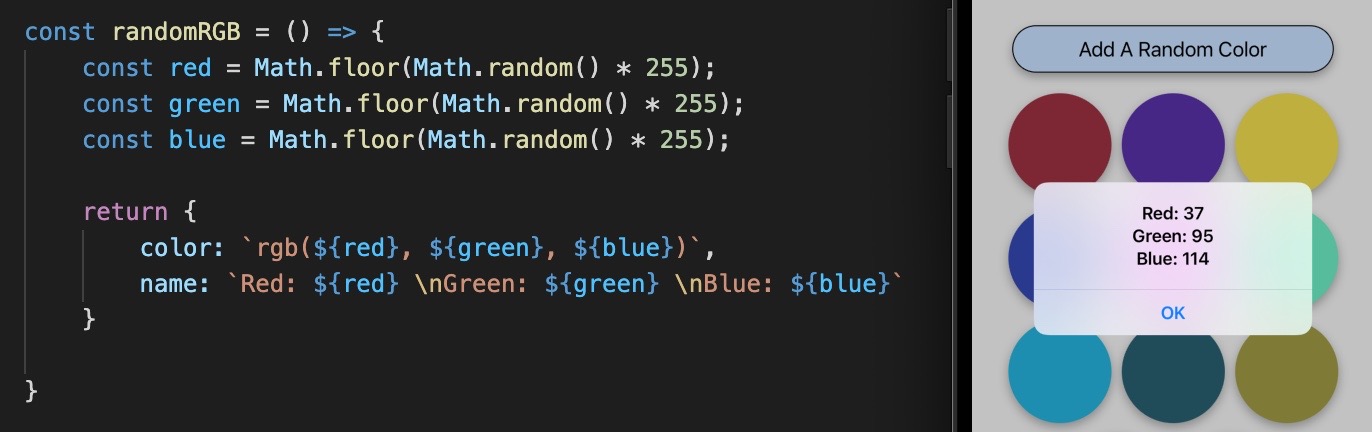 const randomRGB = () => {
    const red = Math.floor(Math.random() * 255);
    const green = Math.floor(Math.random() * 255);
    const blue = Math.floor(Math.random() * 255);
    return {
        color: `rgb(${red}, ${green}, ${blue})`,
        name: `Red: ${red} \nGreen: ${green} \nBlue: ${blue}`
    }
}
Add A Random Color
Red: 37
Green: 95
Blue: 114
OK